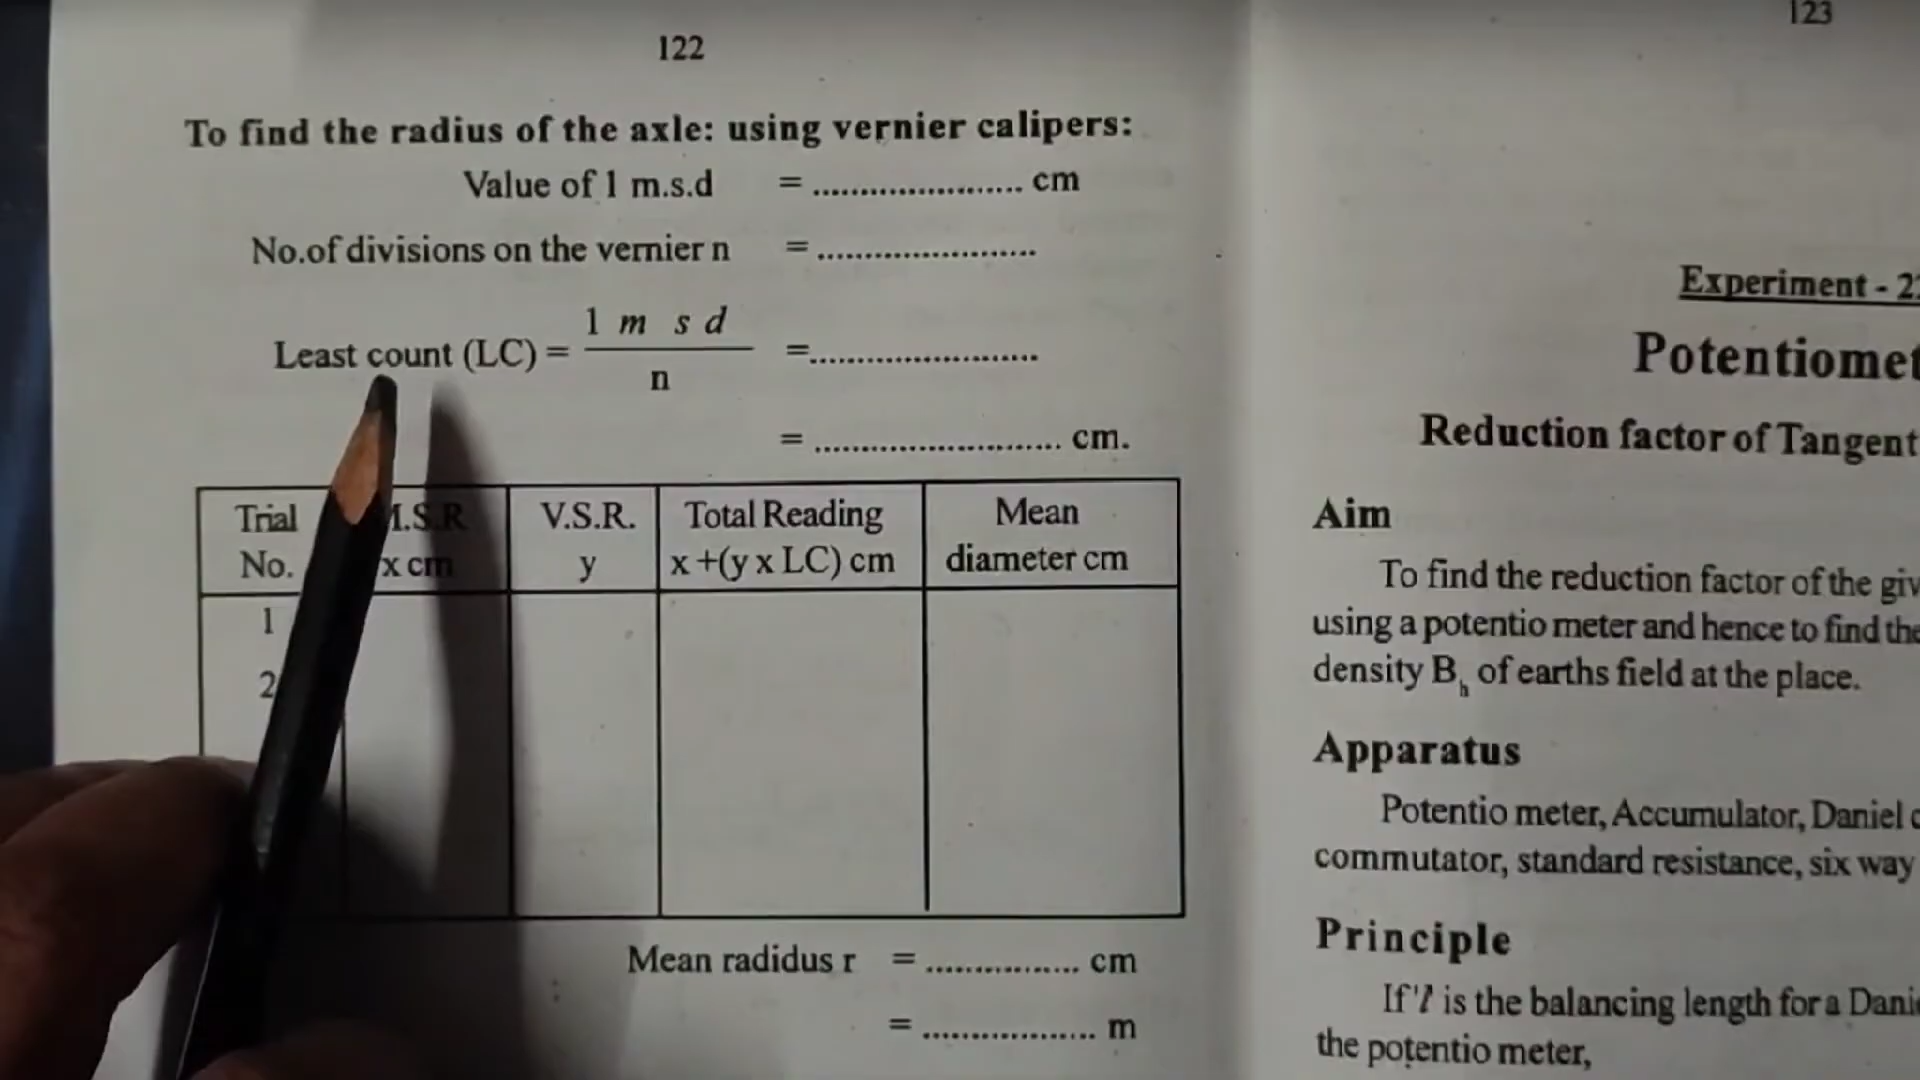 122
To find the radius of the axle: using vernier calipers:
Value of 1 m.s.d = ...................... cm
No.of divisions on the vernier n = .......................
Least count (LC) = 1 m s d / n = ........................
= .......................... cm.
Trial No. M.S.R x cm V.S.R. y Total Reading x +(y x LC) cm Mean diameter cm
1
2
Mean radidus r = ................ cm
= .................. m
123
Experiment - 2
Potentiomet
Reduction factor of Tangent
Aim
To find the reduction factor of the giv
using a potentio meter and hence to find the
density Bh of earths field at the place.
Apparatus
Potentio meter, Accumulator, Daniel c
commutator, standard resistance, six way
Principle
If 'l is the balancing length for a Dani
the potentio meter,